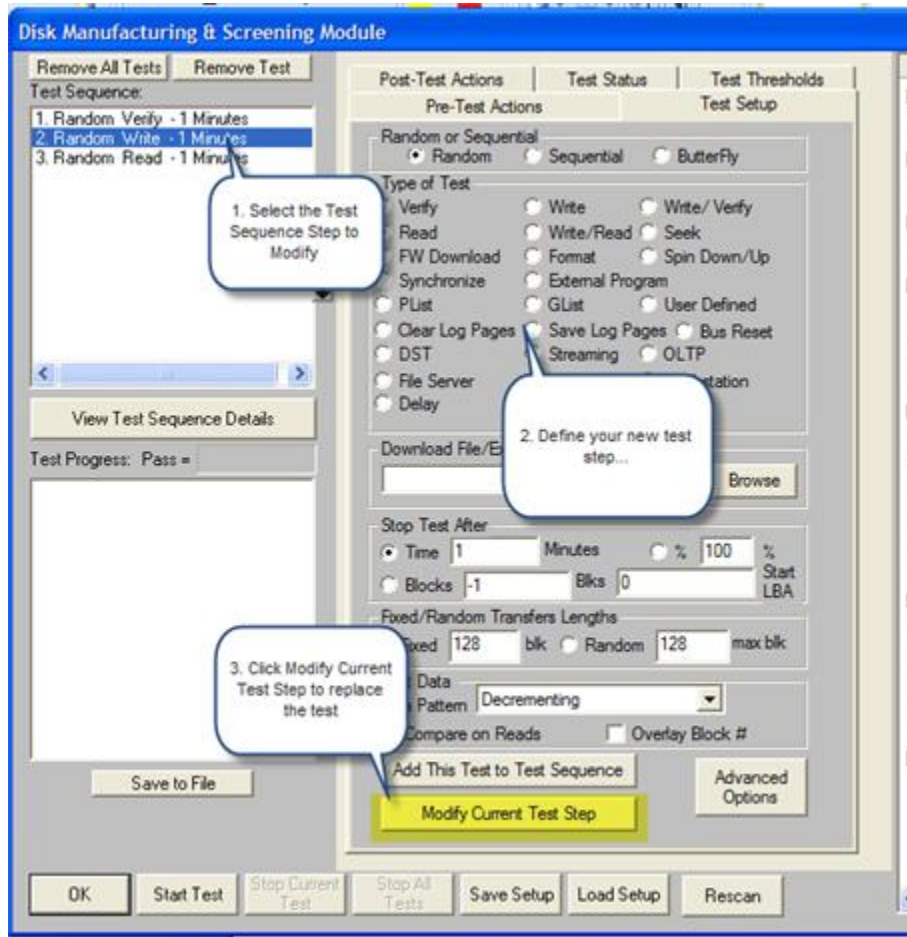 Disk Manufacturing & Screening Module
Remove All Tests Remove Test
Test Sequence:
1. Random Verify - 1 Minutes
2. Random Write - 1 Minutes
3. Random Read - 1 Minutes
1. Select the Test
Sequence Step to
Modify
View Test Sequence Details
Test Progress: Pass =
Save to File
Post-Test Actions Test Status Test Thresholds
Pre-Test Actions Test Setup
Random or Sequential
Random Sequential ButterFly
Type of Test
Verify Write Write/ Verify
Read Write/Read Seek
FW Download Format Spin Down/Up
Synchronize External Program
PList GList User Defined
Clear Log Pages Save Log Pages Bus Reset
DST Streaming OLTP
File Server
Delay
2. Define your new test
step...
Download File/E
Browse
Stop Test After
Time 1 Minutes % 100 %
Blocks -1 Blks 0 Start
LBA
Fixed/Random Transfers Lengths
128 blk Random 128 max blk
3. Click Modify Current
Test Step to replace
the test
Data
Pattern Decrementing
Compare on Reads Overlay Block #
Add This Test to Test Sequence
Modify Current Test Step
Advanced
Options
OK Start Test Stop Current
Test Stop All
Tests Save Setup Load Setup Rescan